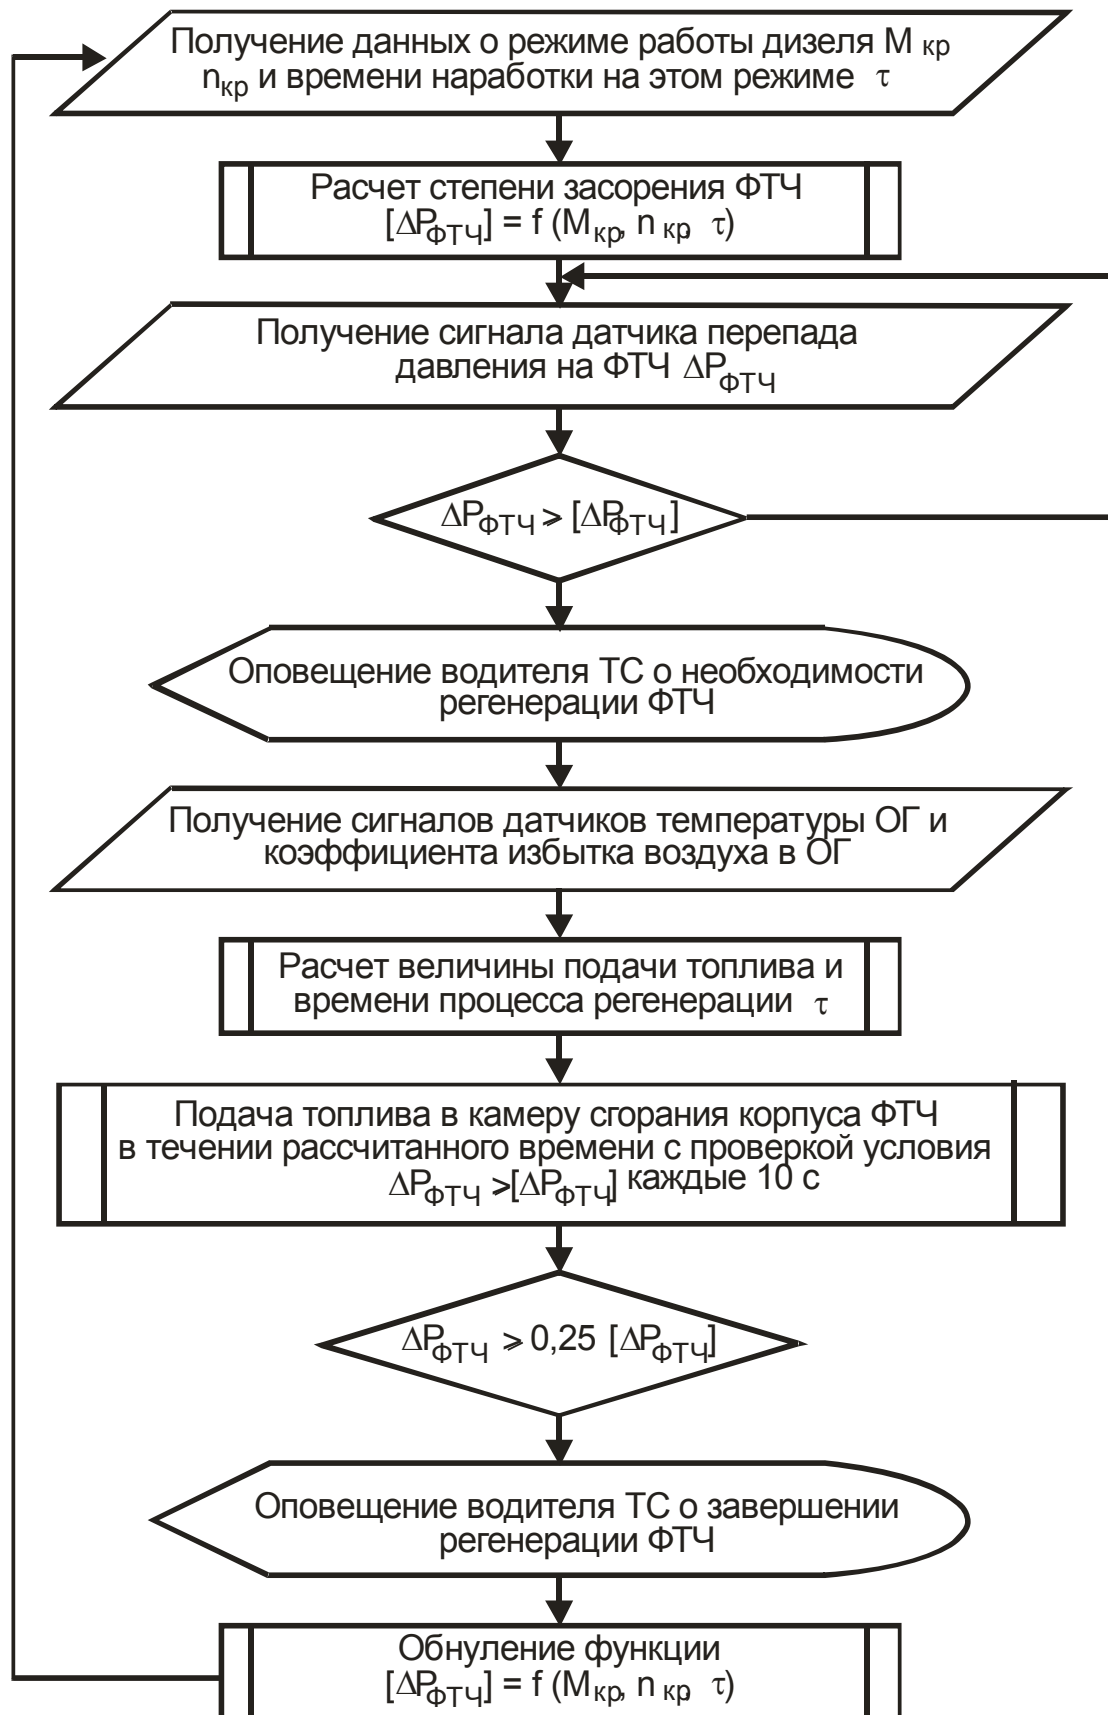 Получение данных о режиме работы дизеля М кр
nкр и времени наработки на этом режиме τ
Расчет степени засорения ФТЧ
[ΔPФТЧ] = f (Mкр, n кр, τ)
Получение сигнала датчика перепада
давления на ФТЧ ΔPФТЧ
ΔPФТЧ ⩾ [ΔPФТЧ]
Оповещение водителя ТС о необходимости
регенерации ФТЧ
Получение сигналов датчиков температуры ОГ и
коэффициента избытка воздуха в ОГ
Расчет величины подачи топлива и
времени процесса регенерации τ
Подача топлива в камеру сгорания корпуса ФТЧ
в течении рассчитанного времени с проверкой условия
ΔPФТЧ ⩾[ΔPФТЧ] каждые 10 с
ΔPФТЧ ⩾ 0,25 [ΔPФТЧ]
Оповещение водителя ТС о завершении
регенерации ФТЧ
Обнуление функции
[ΔPФТЧ] = f (Mкр, n кр, τ)